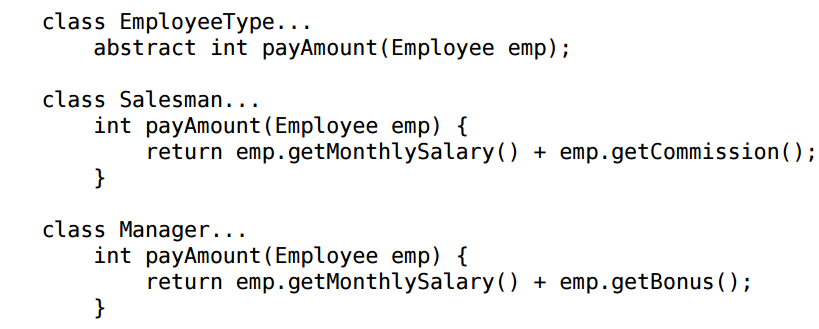 class EmployeeType...
    abstract int payAmount(Employee emp);

class Salesman...
    int payAmount(Employee emp) {
        return emp.getMonthlySalary() + emp.getCommission();
    }

class Manager...
    int payAmount(Employee emp) {
        return emp.getMonthlySalary() + emp.getBonus();
    }